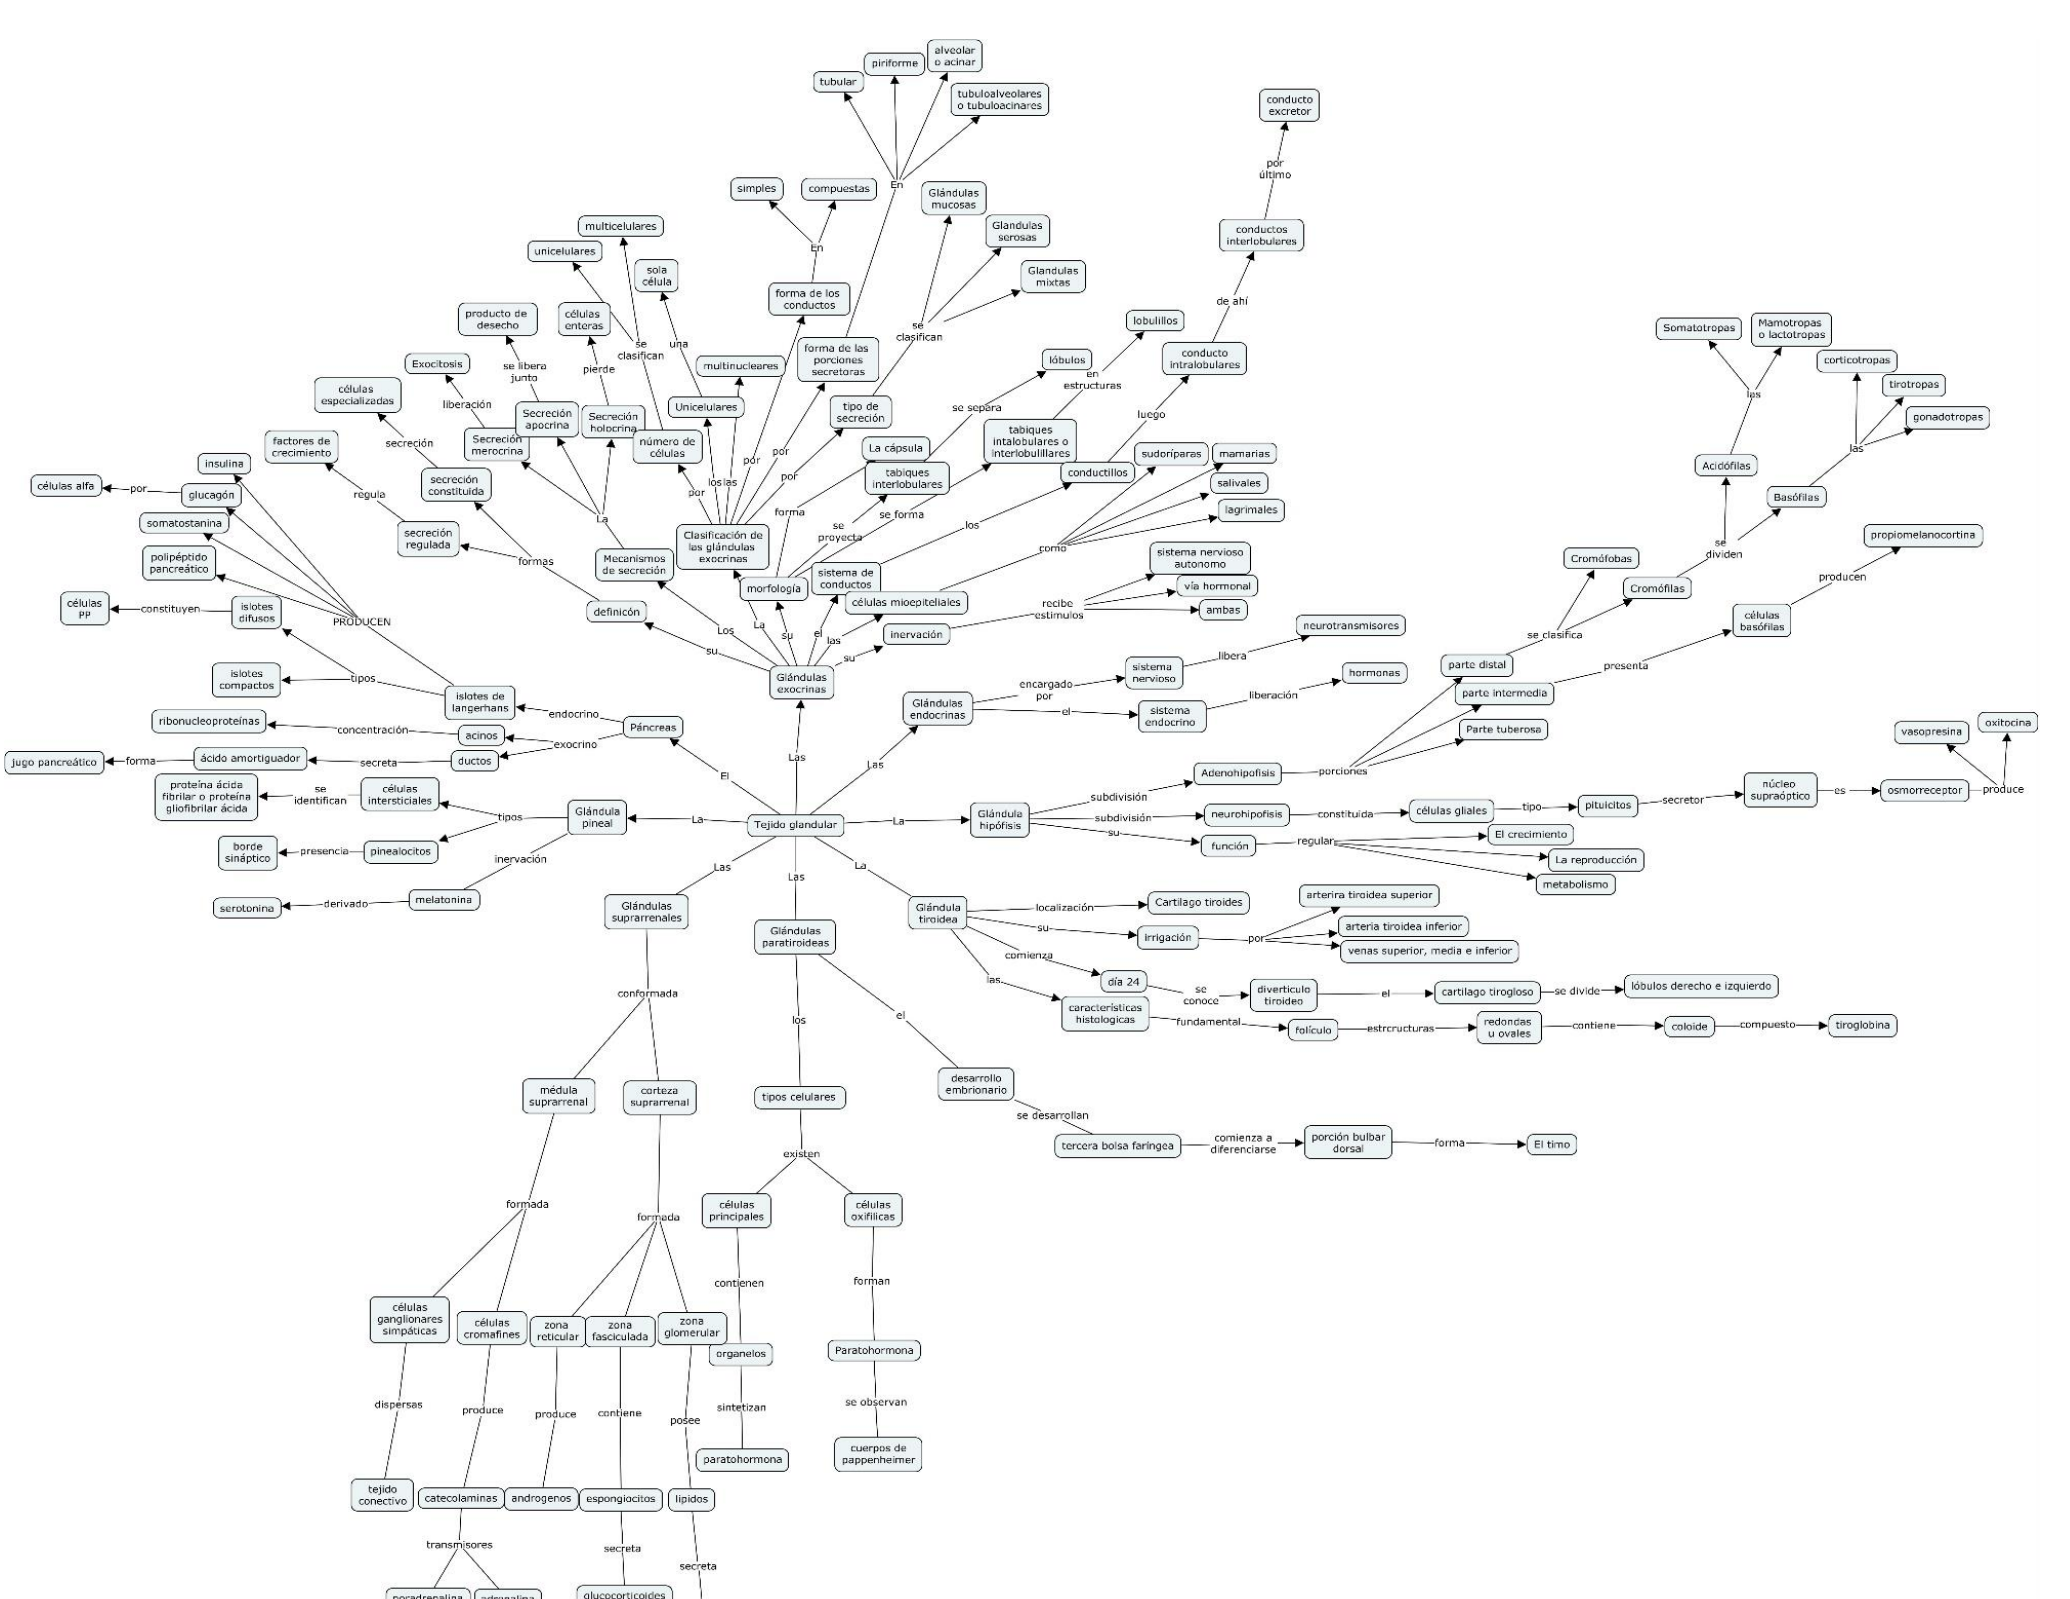 alveolar
o acinar
piriforme
tubular
tubuloalveolares
o tubuloacinares
conducto
excretor
por
último
En
simples
compuestas
Glándulas
mucosas
multicelulares
Glandulas
serosas
conductos
interlobulares
unicelulares
En
sola
célula
Glandulas
mixtas
forma de los
conductos
de ahí
producto de
desecho
células
enteras
lobulillos
Somatotropas
Mamotropas
o lactotropas
se
clasifican
se
clasifican
una
forma de las
porciones
secretoras
conducto
intralobulares
corticotropas
Exocitosis
se libera
junto
pierde
multinucleares
lóbulos
en
estructuras
tirotropas
células
especializadas
liberación
las
gonadotropas
Secreción
apocrina
Secreción
holocrina
Unicelulares
tipo de
secreción
se separa
luego
factores de
crecimiento
secreción
Secreción
merocrina
número de
células
La cápsula
tabiques
intalobulares o
interlobulillares
sudoríparas
mamarias
las
insulina
por
por
tabiques
interlobulares
conductillos
Acidófilas
células alfa
por
glucagón
regula
secreción
constituida
por
los
las
por
salivales
Basófilas
somatostanina
La
forma
se forma
los
lagrimales
secreción
regulada
Clasificación de
las glándulas
exocrinas
se
proyecta
propiomelanocortina
polipéptido
pancreático
formas
Mecanismos
de secreción
como
sistema nervioso
autonomo
Cromófobas
se
dividen
morfología
sistema de
conductos
vía hormonal
Cromófilas
producen
células
PP
constituyen
islotes
difusos
PRODUCEN
definicón
células mioepiteliales
recibe
estimulos
ambas
células
basófilas
Los
La
su
el
las
inervación
neurotransmisores
se clasifica
su
su
libera
islotes
compactos
tipos
Glándulas
exocrinas
sistema
nervioso
hormonas
parte distal
presenta
islotes de
langerhans
encargado
por
liberación
parte intermedia
Glándulas
endocrinas
el
sistema
endocrino
ribonucleoproteínas
concentración
acinos
endocrino
Páncreas
Parte tuberosa
vasopresina
oxitocina
exocrino
jugo pancreático
forma
ácido amortiguador
secreta
ductos
Las
Las
El
Adenohipofisis
porciones
proteína ácida
fibrilar o proteína
gliofibrilar ácida
se
identifican
células
intersticiales
subdivisión
núcleo
supraóptico
es
osmorreceptor
produce
tipos
Glándula
pineal
La
Tejido glandular
La
Glándula
hipófisis
subdivisión
neurohipofisis
constituida
células gliales
tipo
pituicitos
secretor
su
función
regular
El crecimiento
borde
sináptico
presencia
pinealocitos
inervación
La reproducción
metabolismo
Las
Las
La
serotonina
derivado
melatonina
Glándulas
suprarrenales
Glándula
tiroidea
localización
Cartilago tiroides
arterira tiroidea superior
Glándulas
paratiroideas
su
irrigación
por
arteria tiroidea inferior
venas superior, media e inferior
comienza
conformada
las
día 24
se
conoce
diverticulo
tiroideo
el
cartilago tirogloso
se divide
lóbulos derecho e izquierdo
los
el
características
histologicas
fundamental
folículo
estrcructuras
redondas
u ovales
contiene
coloide
compuesto
tiroglobina
médula
suprarrenal
corteza
suprarrenal
tipos celulares
desarrollo
embrionario
se desarrollan
existen
tercera bolsa faríngea
comienza a
diferenciarse
porción bulbar
dorsal
forma
El timo
formada
formada
células
principales
células
oxifilicas
contienen
forman
células
ganglionares
simpáticas
células
cromafines
zona
reticular
zona
fasciculada
zona
glomerular
organelos
Paratohormona
dispersas
produce
produce
contiene
posee
sintetizan
se observan
paratohormona
cuerpos de
pappenheimer
tejido
conectivo
catecolaminas
androgenos
espongiocitos
lipidos
transmisores
secreta
secreta
noradrenalina
adrenalina
glucocorticoides